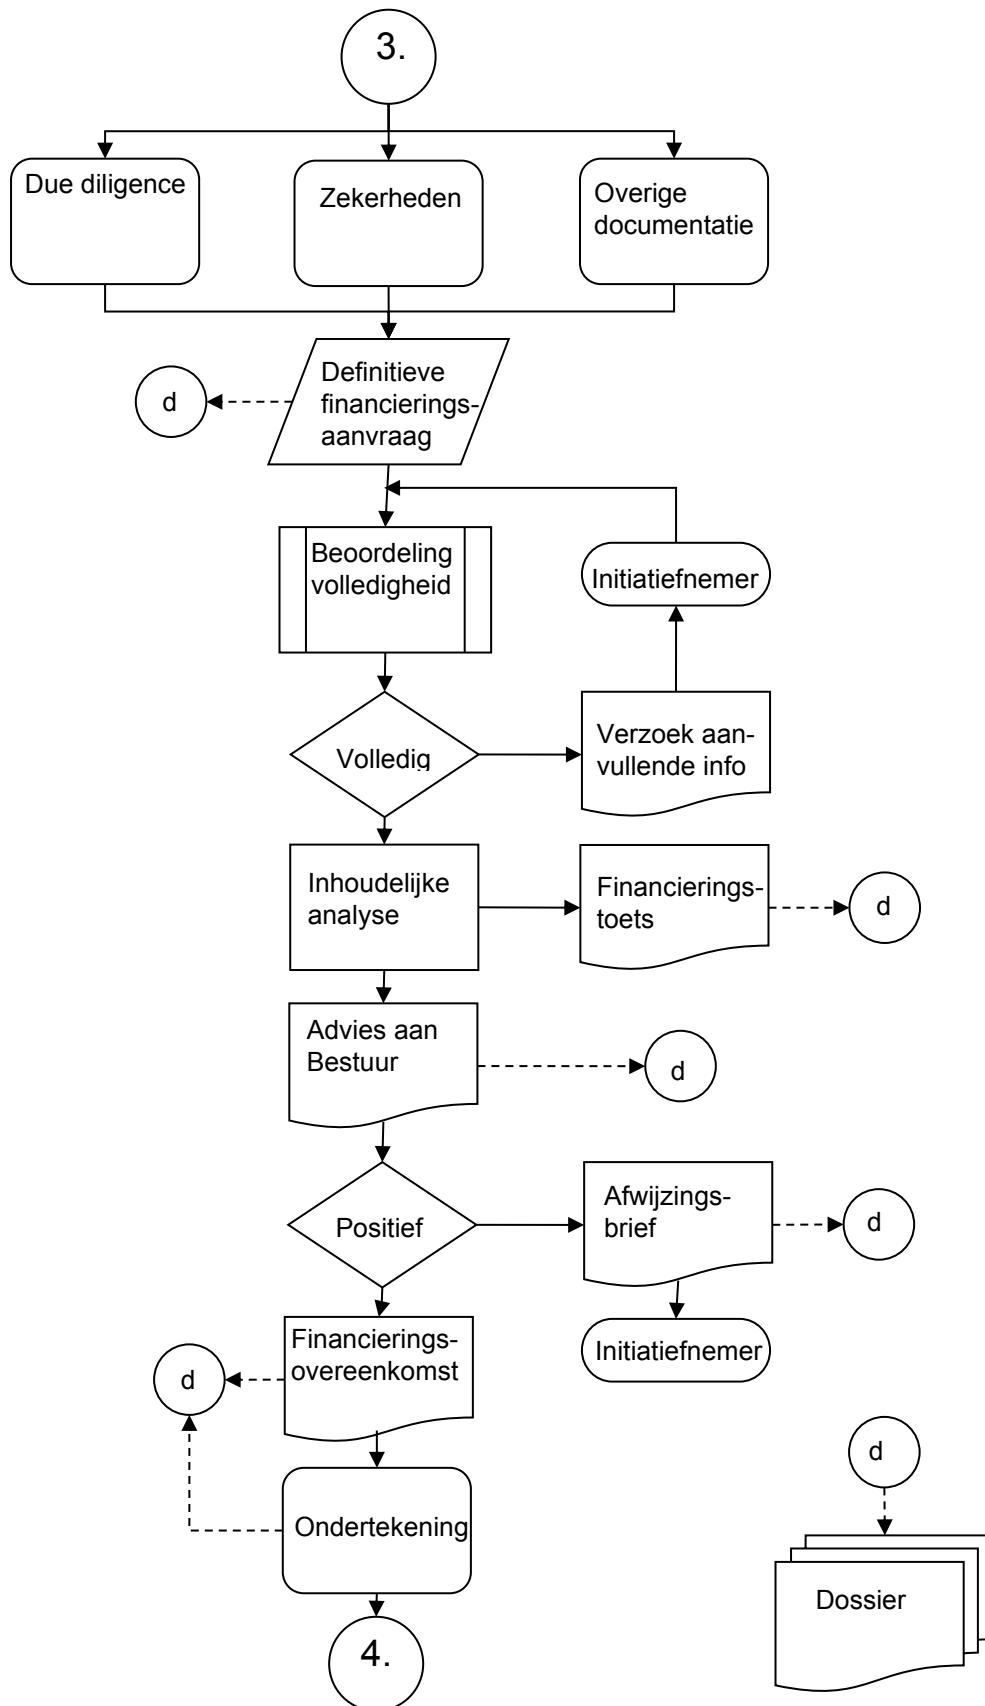 3.
Due diligence
Zekerheden
Overige
documentatie
Definitieve
financierings-
aanvraag
d
Beoordeling
volledigheid
Initiatiefnemer
Volledig
Verzoek aan-
vullende info
Inhoudelijke
analyse
Financierings-
toets
d
Advies aan
Bestuur
d
Positief
Afwijzings-
brief
d
Financierings-
overeenkomst
Initiatiefnemer
d
d
Ondertekening
Dossier
4.